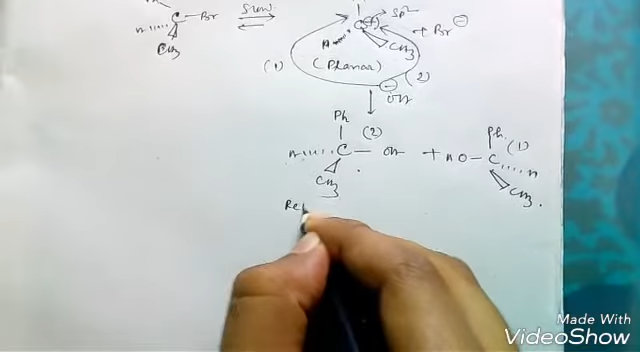 C — Br slow C ⊕ → SP² + Br ⊖
H CH3 H CH3
(1) (Planar) (2)
⊖ OH
Ph Ph
H C — OH (2) + HO — C (1) H
CH3 CH3
Made With
VideoShow